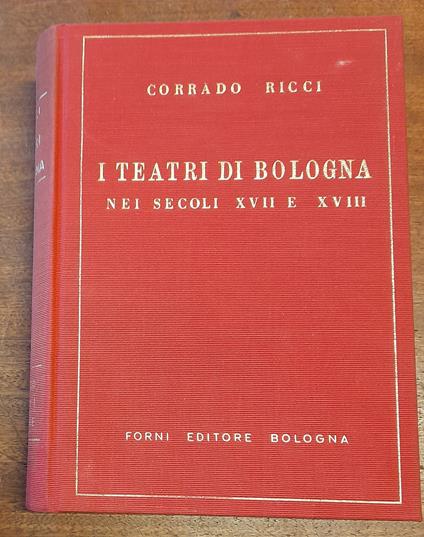 CORRADO RICCI
I TEATRI DI BOLOGNA
NEI SECOLI XVII E XVIII
FORNI EDITORE BOLOGNA